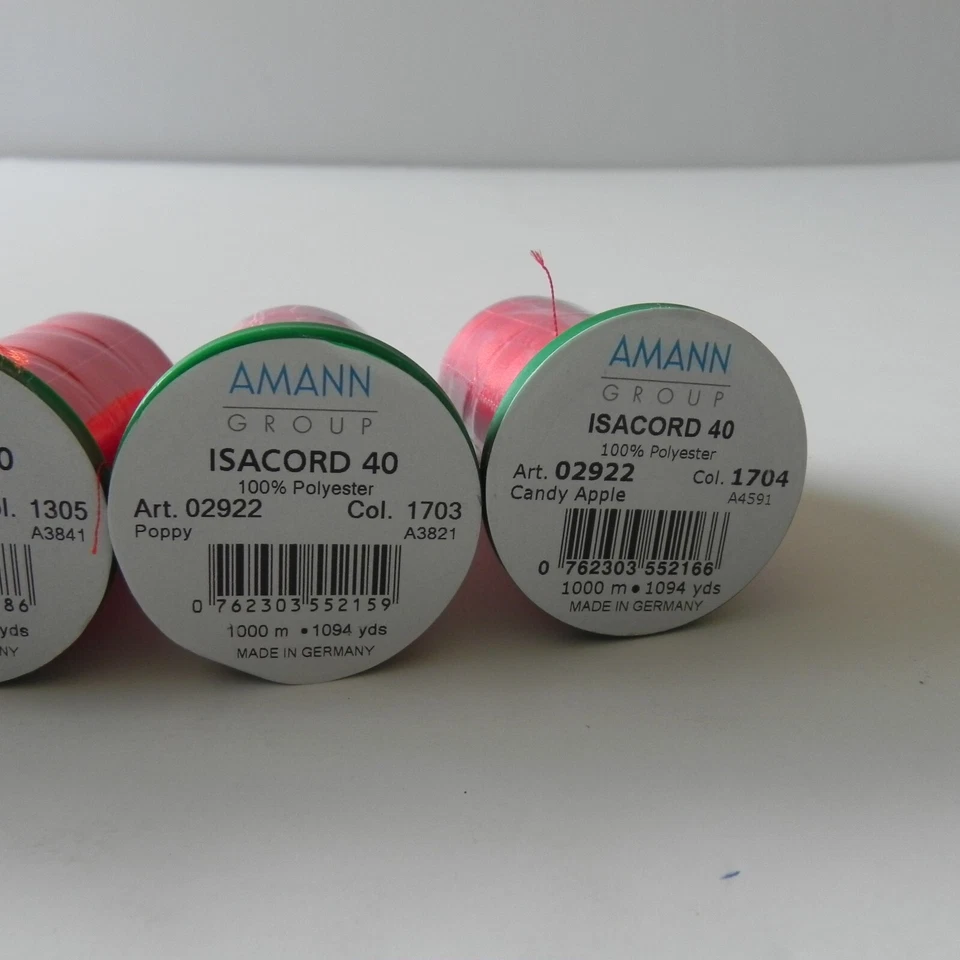 0
ol. 1305
A3841
86
yds
NY
AMANN
GROUP
ISACORD 40
100% Polyester
Art. 02922 Col. 1703
Poppy A3821
0 762303 552159
1000 m • 1094 yds
MADE IN GERMANY
AMANN
GROUP
ISACORD 40
100% Polyester
Art. 02922 Col. 1704
Candy Apple A4591
0 762303 552166
1000 m • 1094 yds
MADE IN GERMANY